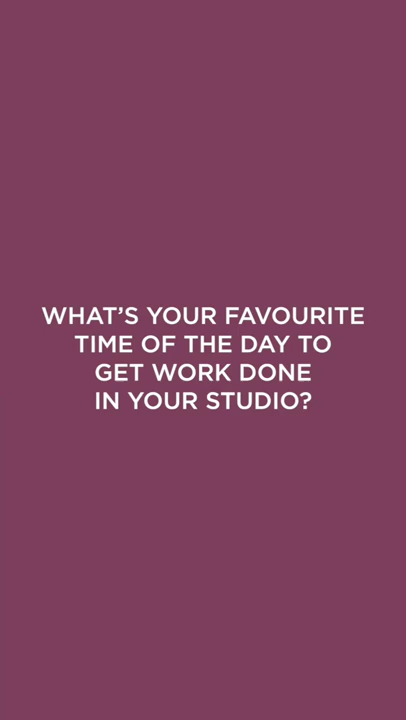 WHAT'S YOUR FAVOURITE
TIME OF THE DAY TO
GET WORK DONE
IN YOUR STUDIO?